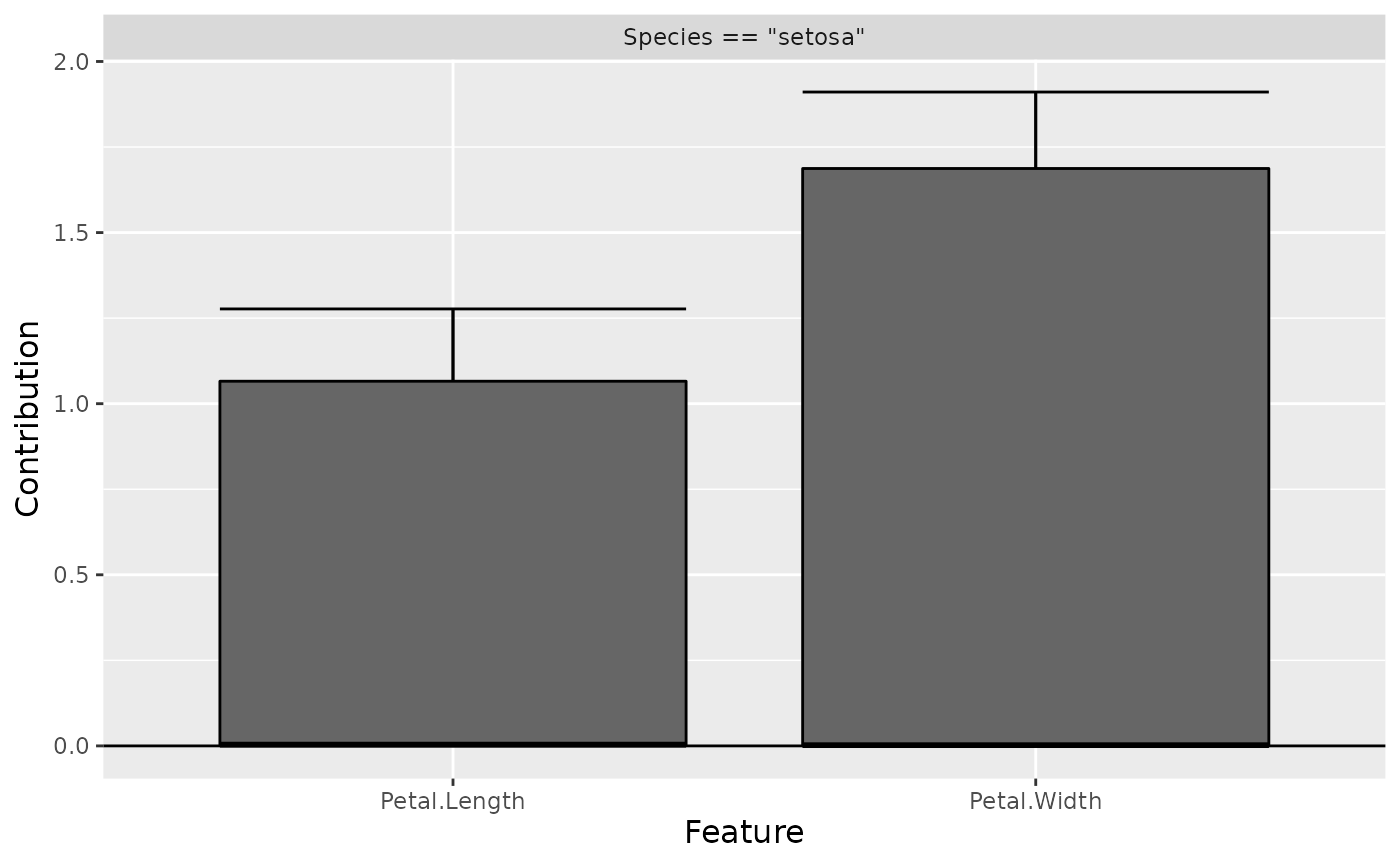 Species == "setosa"
2.0
1.5
1.0
0.5
0.0
Contribution
Petal.Length
Petal.Width
Feature